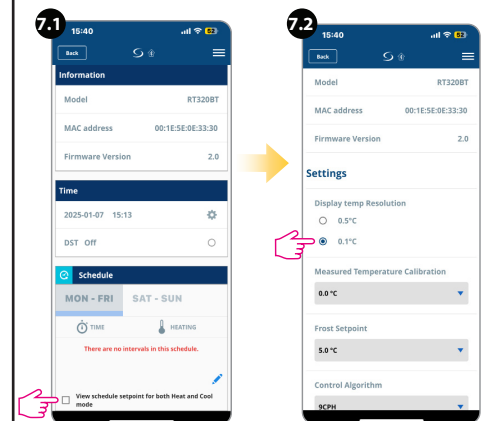 7.1
15:40
82
Back
Information
Model RT320BT
MAC address 00:1E:5E:0E:33:30
Firmware Version 2.0
Time
2025-01-07 15:13
DST Off
Schedule
MON - FRI SAT - SUN
TIME HEATING
There are no intervals in this schedule.
View schedule setpoint for both Heat and Cool
mode
7.2
15:40
82
Back
Model RT320BT
MAC address 00:1E:5E:0E:33:30
Firmware Version 2.0
Settings
Display temp Resolution
0.5°C
0.1°C
Measured Temperature Calibration
0.0 °C
Frost Setpoint
5.0 °C
Control Algorithm
9CPH